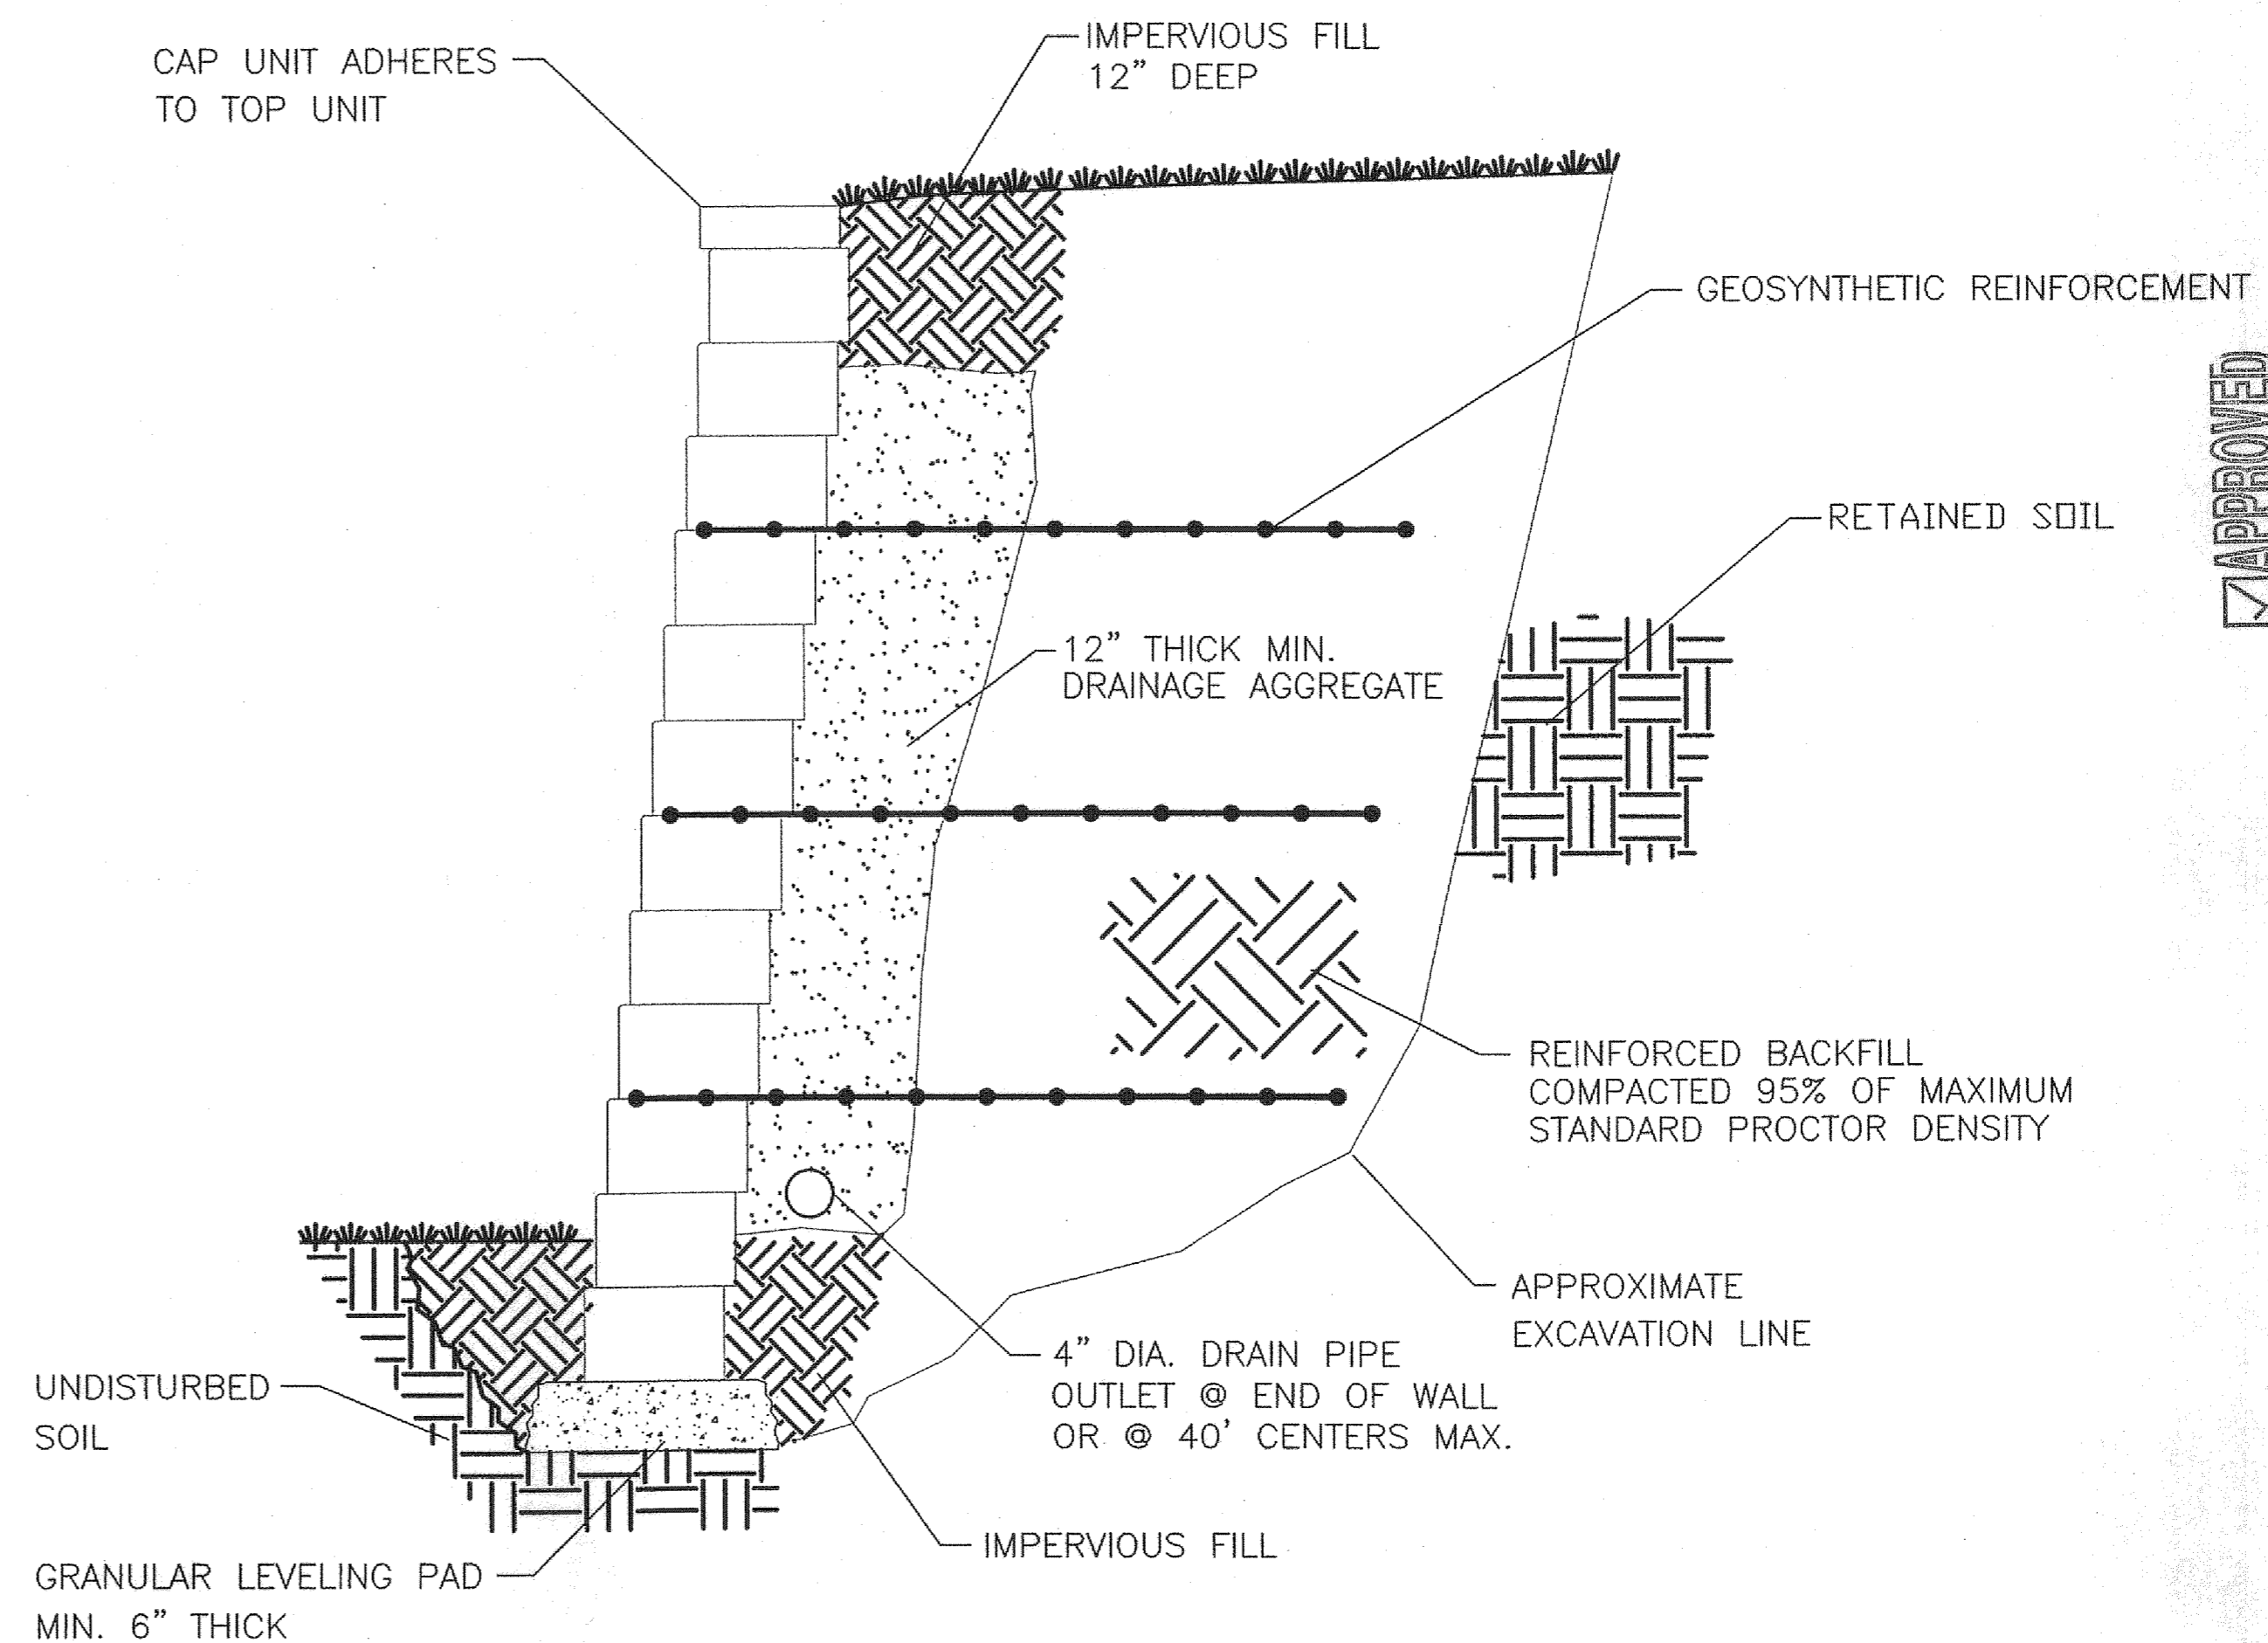 CAP UNIT ADHERES
TO TOP UNIT
IMPERVIOUS FILL
12" DEEP
GEOSYNTHETIC REINFORCEMENT
APPROVED
RETAINED SOIL
12" THICK MIN.
DRAINAGE AGGREGATE
REINFORCED BACKFILL
COMPACTED 95% OF MAXIMUM
STANDARD PROCTOR DENSITY
APPROXIMATE
EXCAVATION LINE
4" DIA. DRAIN PIPE
OUTLET @ END OF WALL
OR @ 40' CENTERS MAX.
UNDISTURBED
SOIL
IMPERVIOUS FILL
GRANULAR LEVELING PAD
MIN. 6" THICK